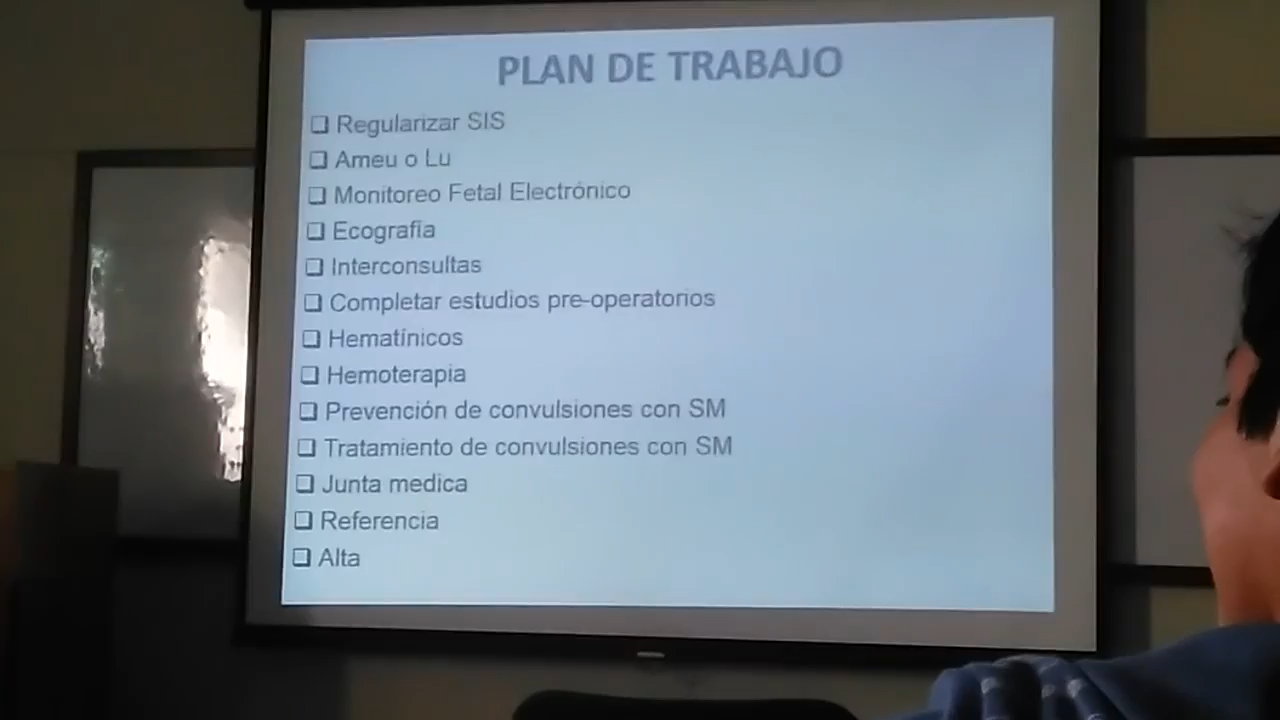 PLAN DE TRABAJO
❑ Regularizar SIS
❑ Ameu o Lu
❑ Monitoreo Fetal Electrónico
❑ Ecografía
❑ Interconsultas
❑ Completar estudios pre-operatorios
❑ Hematínicos
❑ Hemoterapia
❑ Prevención de convulsiones con SM
❑ Tratamiento de convulsiones con SM
❑ Junta medica
❑ Referencia
❑ Alta